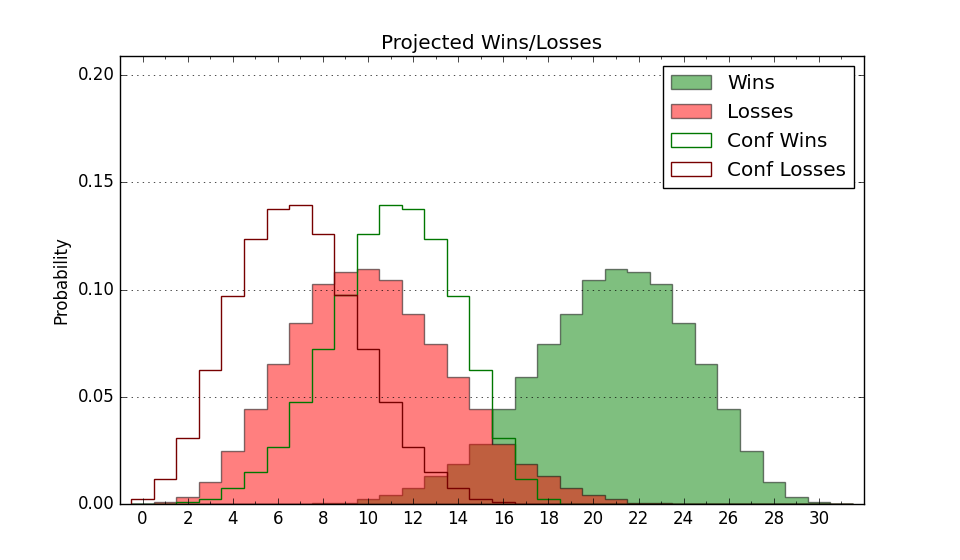 Projected Wins/Losses
Wins
Losses
Conf Wins
Conf Losses
Probability
0.20
0.15
0.10
0.05
0.00
0 2 4 6 8 10 12 14 16 18 20 22 24 26 28 30